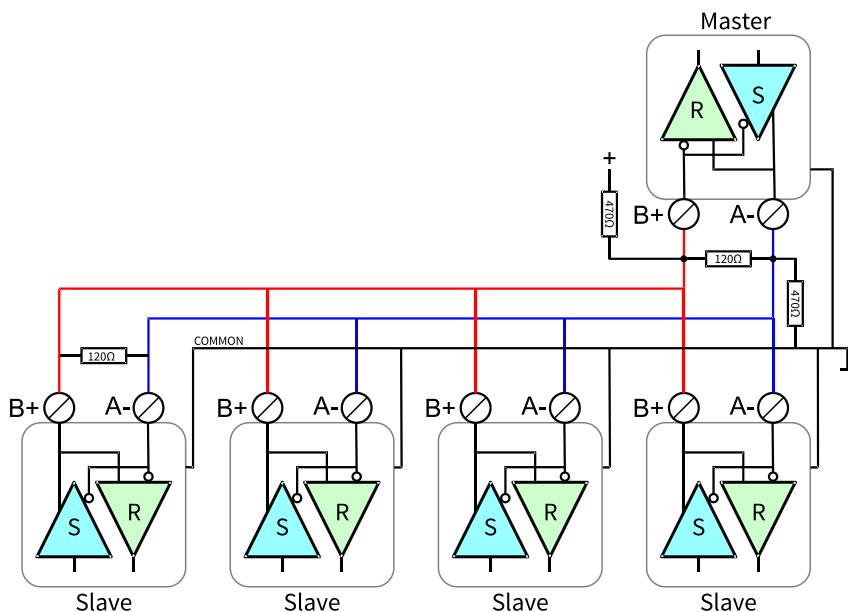 Master
R S
+
470Ω
B+ A-
120Ω
470Ω
COMMON
120Ω
B+ A- B+ A- B+ A- B+ A-
S R S R S R S R
Slave Slave Slave Slave